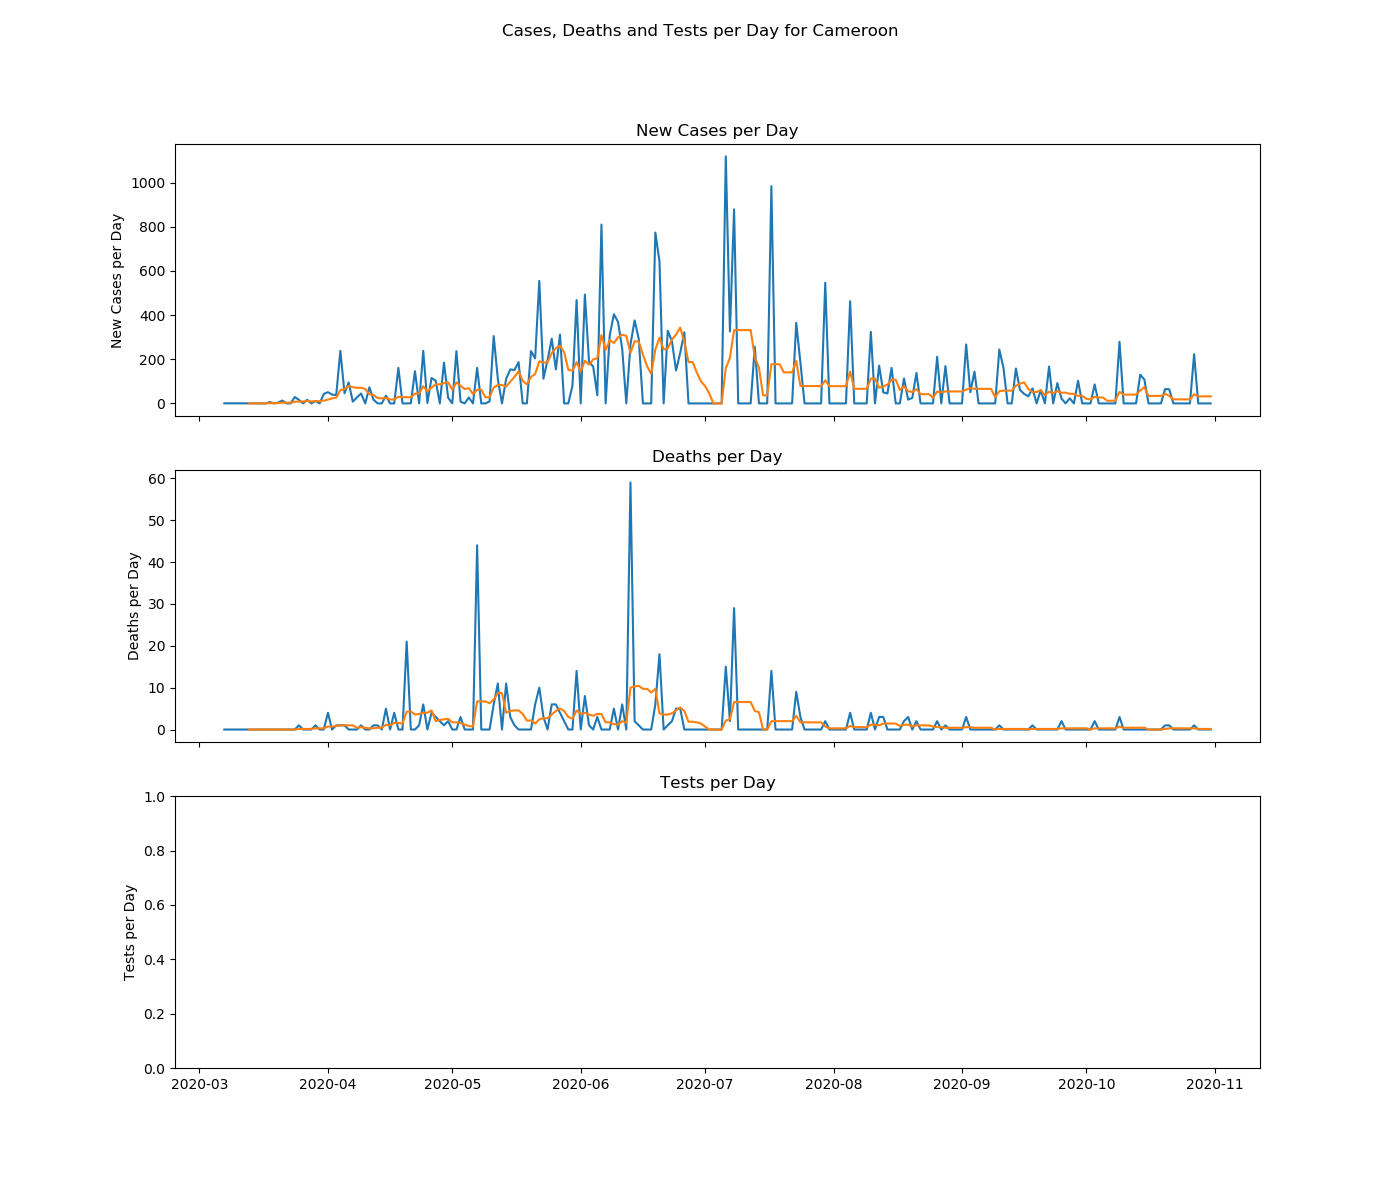 Cases, Deaths and Tests per Day for Cameroon
New Cases per Day
New Cases per Day
1000
800
600
400
200
0
Deaths per Day
Deaths per Day
60
50
40
30
20
10
0
Tests per Day
Tests per Day
1.0
0.8
0.6
0.4
0.2
0.0
2020-03 2020-04 2020-05 2020-06 2020-07 2020-08 2020-09 2020-10 2020-11